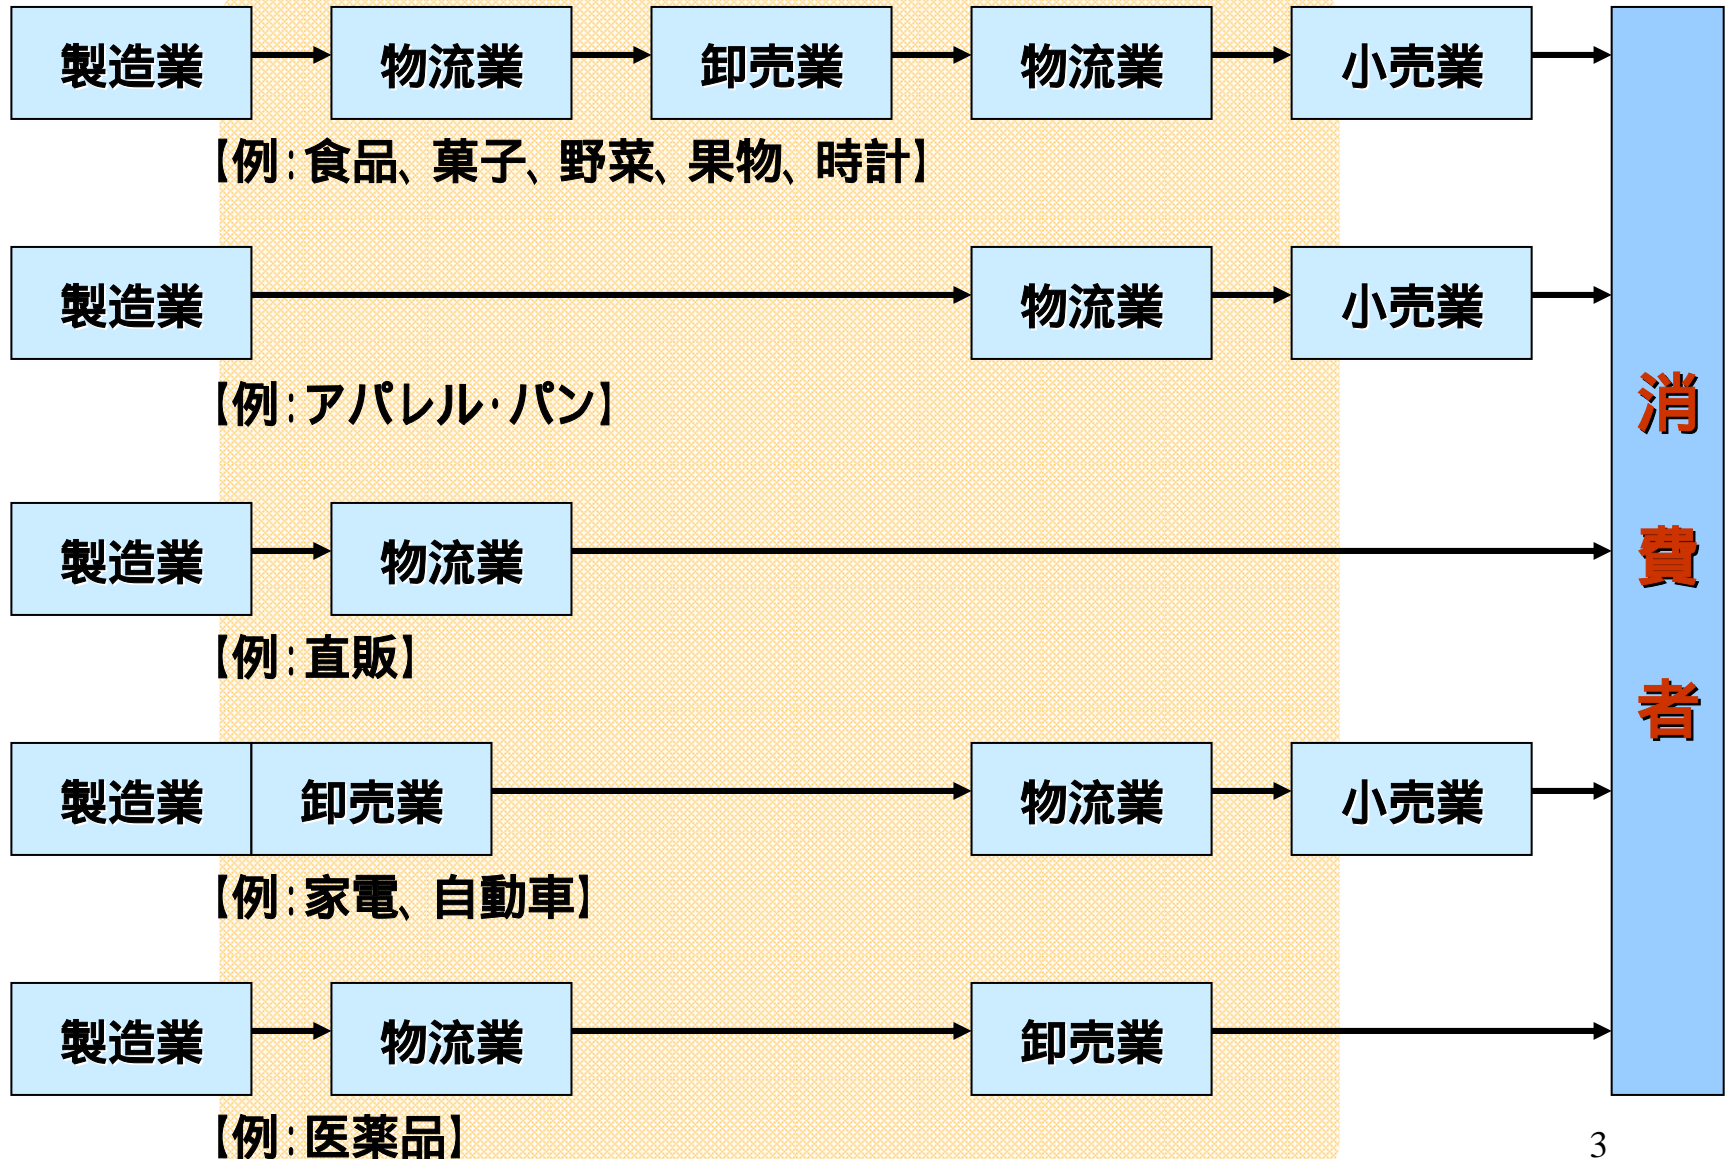 製造業 物流業 卸売業 物流業 小売業
【例:食品、菓子、野菜、果物、時計】
製造業 物流業 小売業
【例:アパレル・パン】
製造業 物流業
【例:直販】
製造業 卸売業 物流業 小売業
【例:家電、自動車】
製造業 物流業 卸売業
【例:医薬品】
消費者
3